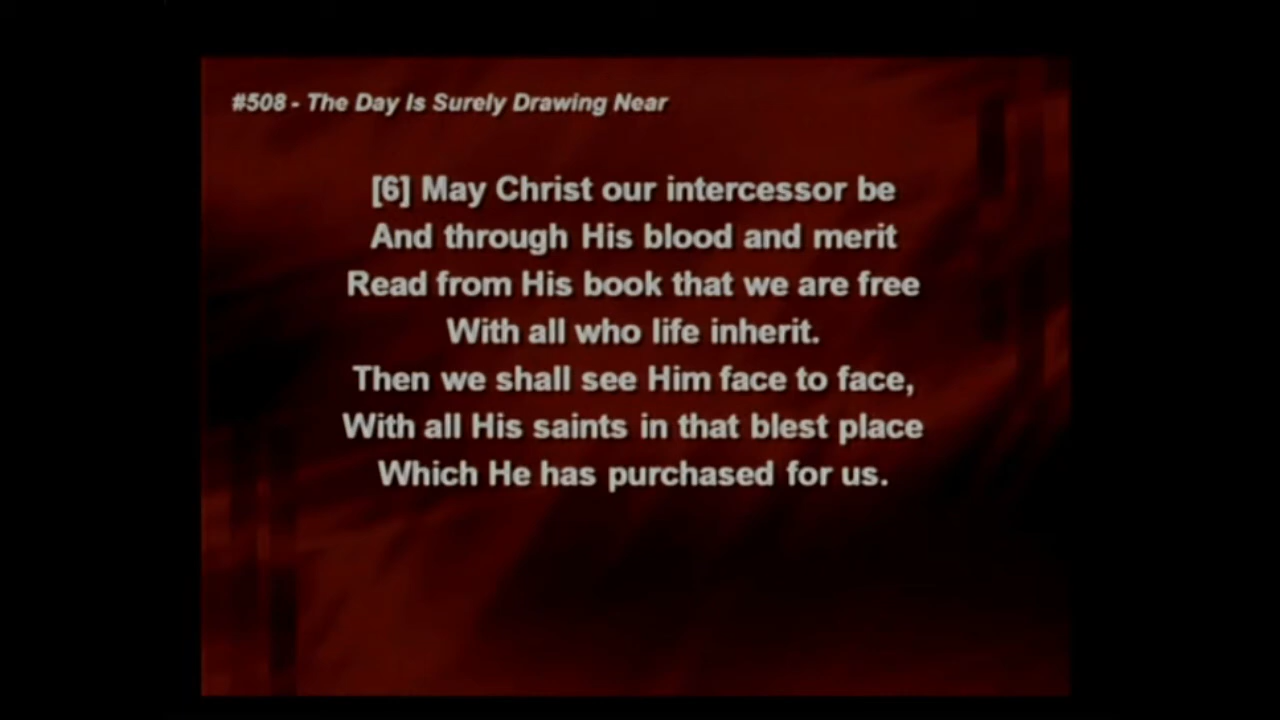 #508 - The Day Is Surely Drawing Near
[6] May Christ our intercessor be
And through His blood and merit
Read from His book that we are free
With all who life inherit.
Then we shall see Him face to face,
With all His saints in that blest place
Which He has purchased for us.